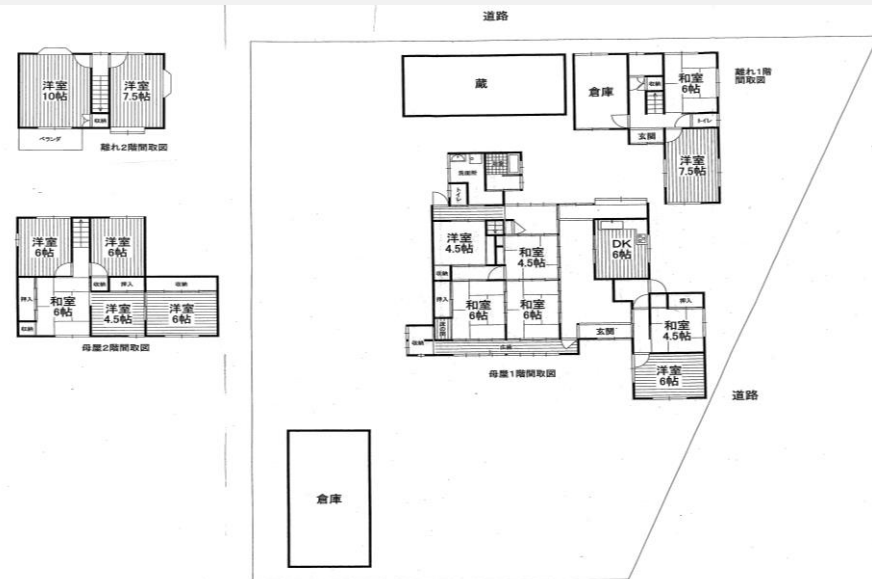 道路
洋室
10帖
洋室
7.5帖
収納
ベランダ
離れ2階間取図
蔵
倉庫
収納
和室
6帖
離れ1階
間取図
トイレ
玄関
洋室
7.5帖
洗面所
浴室
トイレ
洋室
4.5帖
和室
4.5帖
DK
6帖
収納
押入
和室
6帖
和室
6帖
床の間
収納
広縁
玄関
押入
和室
4.5帖
洋室
6帖
母屋1階間取図
洋室
6帖
洋室
6帖
押入
収納
和室
6帖
収納
押入
収納
洋室
4.5帖
洋室
6帖
母屋2階間取図
道路
倉庫